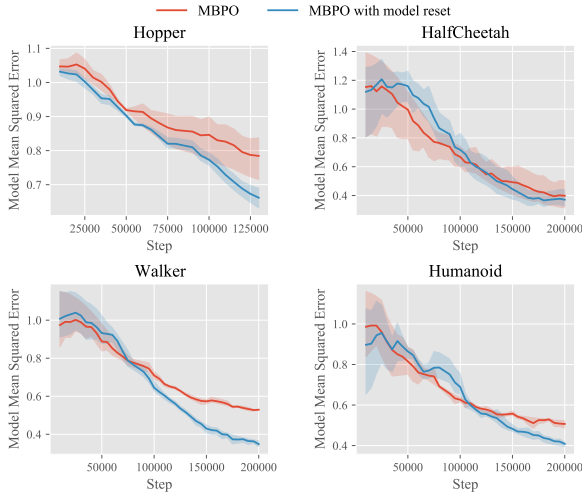 MBPO MBPO with model reset
Hopper
Model Mean Squared Error
1.1
1.0
0.9
0.8
0.7
25000 50000 75000 100000 125000
Step
HalfCheetah
Model Mean Squared Error
1.4
1.2
1.0
0.8
0.6
0.4
50000 100000 150000 200000
Step
Walker
Model Mean Squared Error
1.0
0.8
0.6
0.4
50000 100000 150000 200000
Step
Humanoid
Model Mean Squared Error
1.0
0.8
0.6
0.4
50000 100000 150000 200000
Step